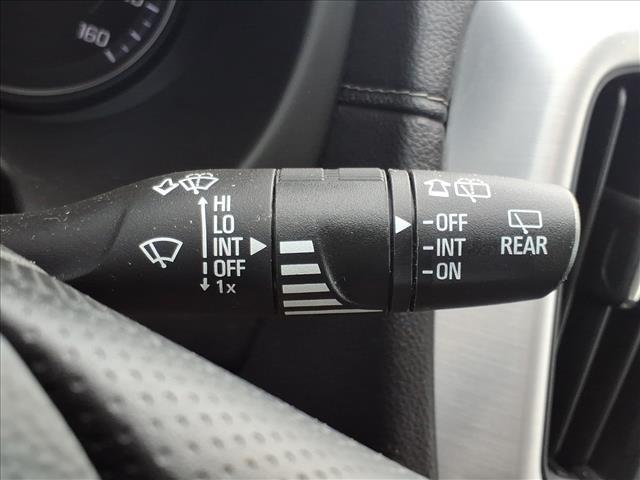 160
HI
LO
INT
OFF
1x
-OFF
-INT
-ON
REAR